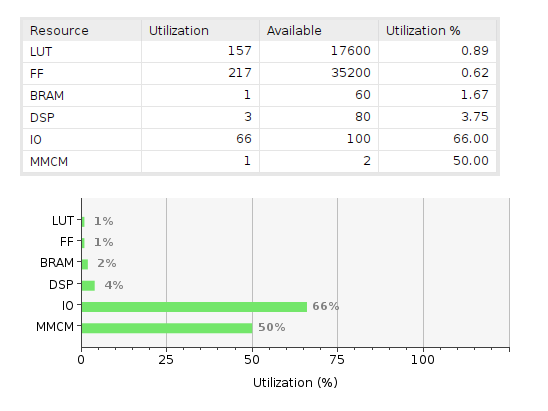 Resource Utilization Available Utilization %
LUT 157 17600 0.89
FF 217 35200 0.62
BRAM 1 60 1.67
DSP 3 80 3.75
IO 66 100 66.00
MMCM 1 2 50.00
LUT 1%
FF 1%
BRAM 2%
DSP 4%
IO 66%
MMCM 50%
0 25 50 75 100
Utilization (%)